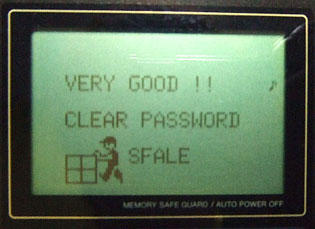 VERY GOOD !!
CLEAR PASSWORD
SFALE
MEMORY SAFE GUARD / AUTO POWER OFF